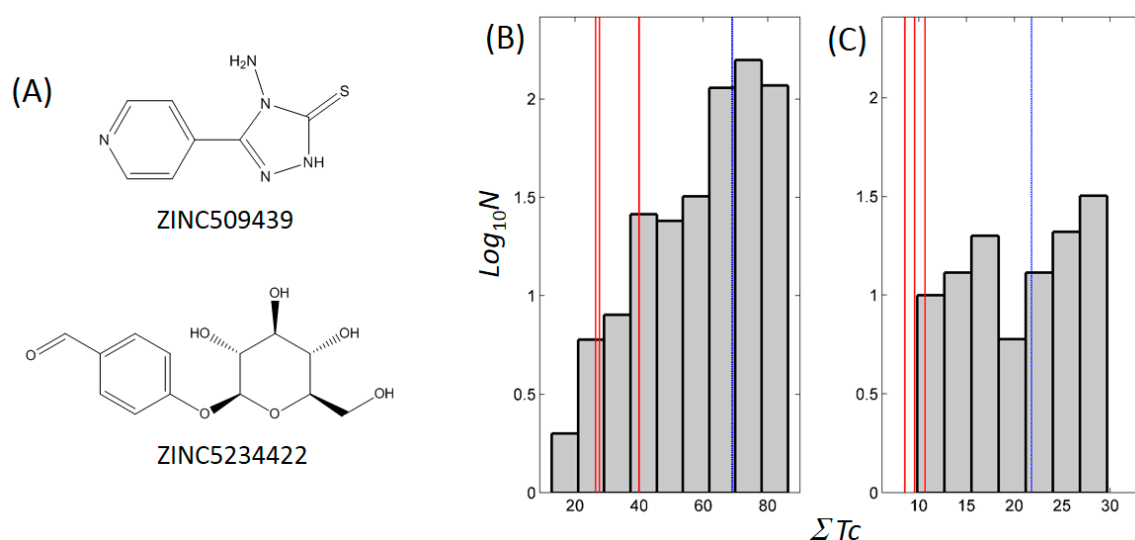 (A)
H₂N
N
S
N
N
NH
ZINC509439
OH
HO
OH
O
OH
O
O
ZINC5234422
(B)
Log₁₀N
2
1.5
1
0.5
0
20 40 60 80
(C)
2
1.5
1
0.5
0
10 15 20 25 30
Σ Tc